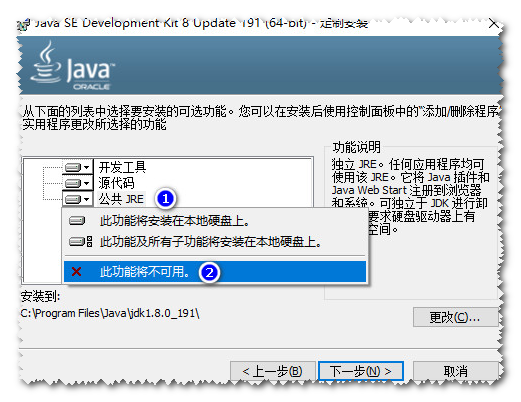 Java SE Development Kit 8 Update 191 (64-bit) - 定制安装
Java
ORACLE
从下面的列表中选择要安装的可选功能。您可以在安装后使用控制面板中的"添加/删除程序
实用程序更改所选择的功能
开发工具
源代码
公共 JRE 1
此功能将安装在本地硬盘上。
此功能及所有子功能将安装在本地硬盘上。
此功能将不可用。 2
功能说明
独立 JRE。任何应用程序均可
使用该 JRE。它将 Java 插件和
Java Web Start 注册到浏览器
和系统。可独立于 JDK 进行卸
要求硬盘驱动器上有
空间。
安装到:
C:\Program Files\Java\jdk1.8.0_191\
更改(C)...
< 上一步(B)
下一步(N) >
取消